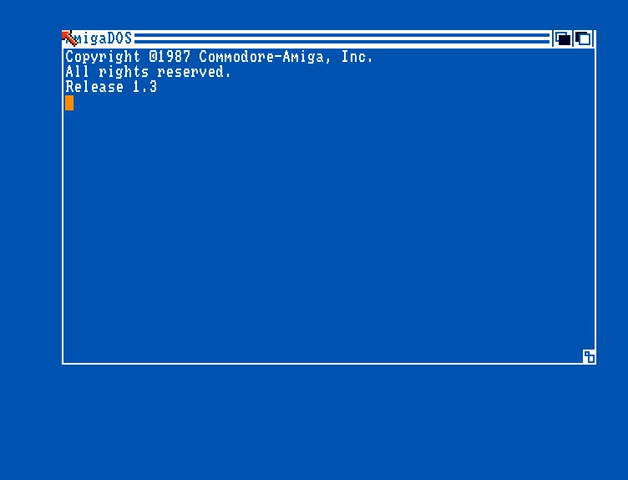 AmigaDOS
Copyright ©1987 Commodore-Amiga, Inc.
All rights reserved.
Release 1.3